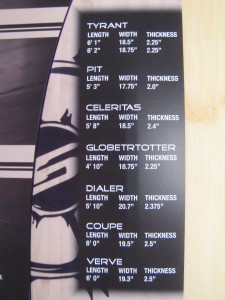 TYRANT
LENGTH WIDTH THICKNESS
6' 1" 18.5" 2.25"
6' 2" 18.75" 2.25"
PIT
LENGTH WIDTH THICKNESS
5' 3" 17.75" 2.0"
CELERITAS
LENGTH WIDTH THICKNESS
5' 8" 18.5" 2.4"
GLOBETROTTER
LENGTH WIDTH THICKNESS
4' 10" 18.75" 2.25"
DIALER
LENGTH WIDTH THICKNESS
5' 10" 20.7" 2.375"
COUPE
LENGTH WIDTH THICKNESS
6' 0" 19.5" 2.5"
VERVE
LENGTH WIDTH THICKNESS
6' 0" 19.3" 2.5"